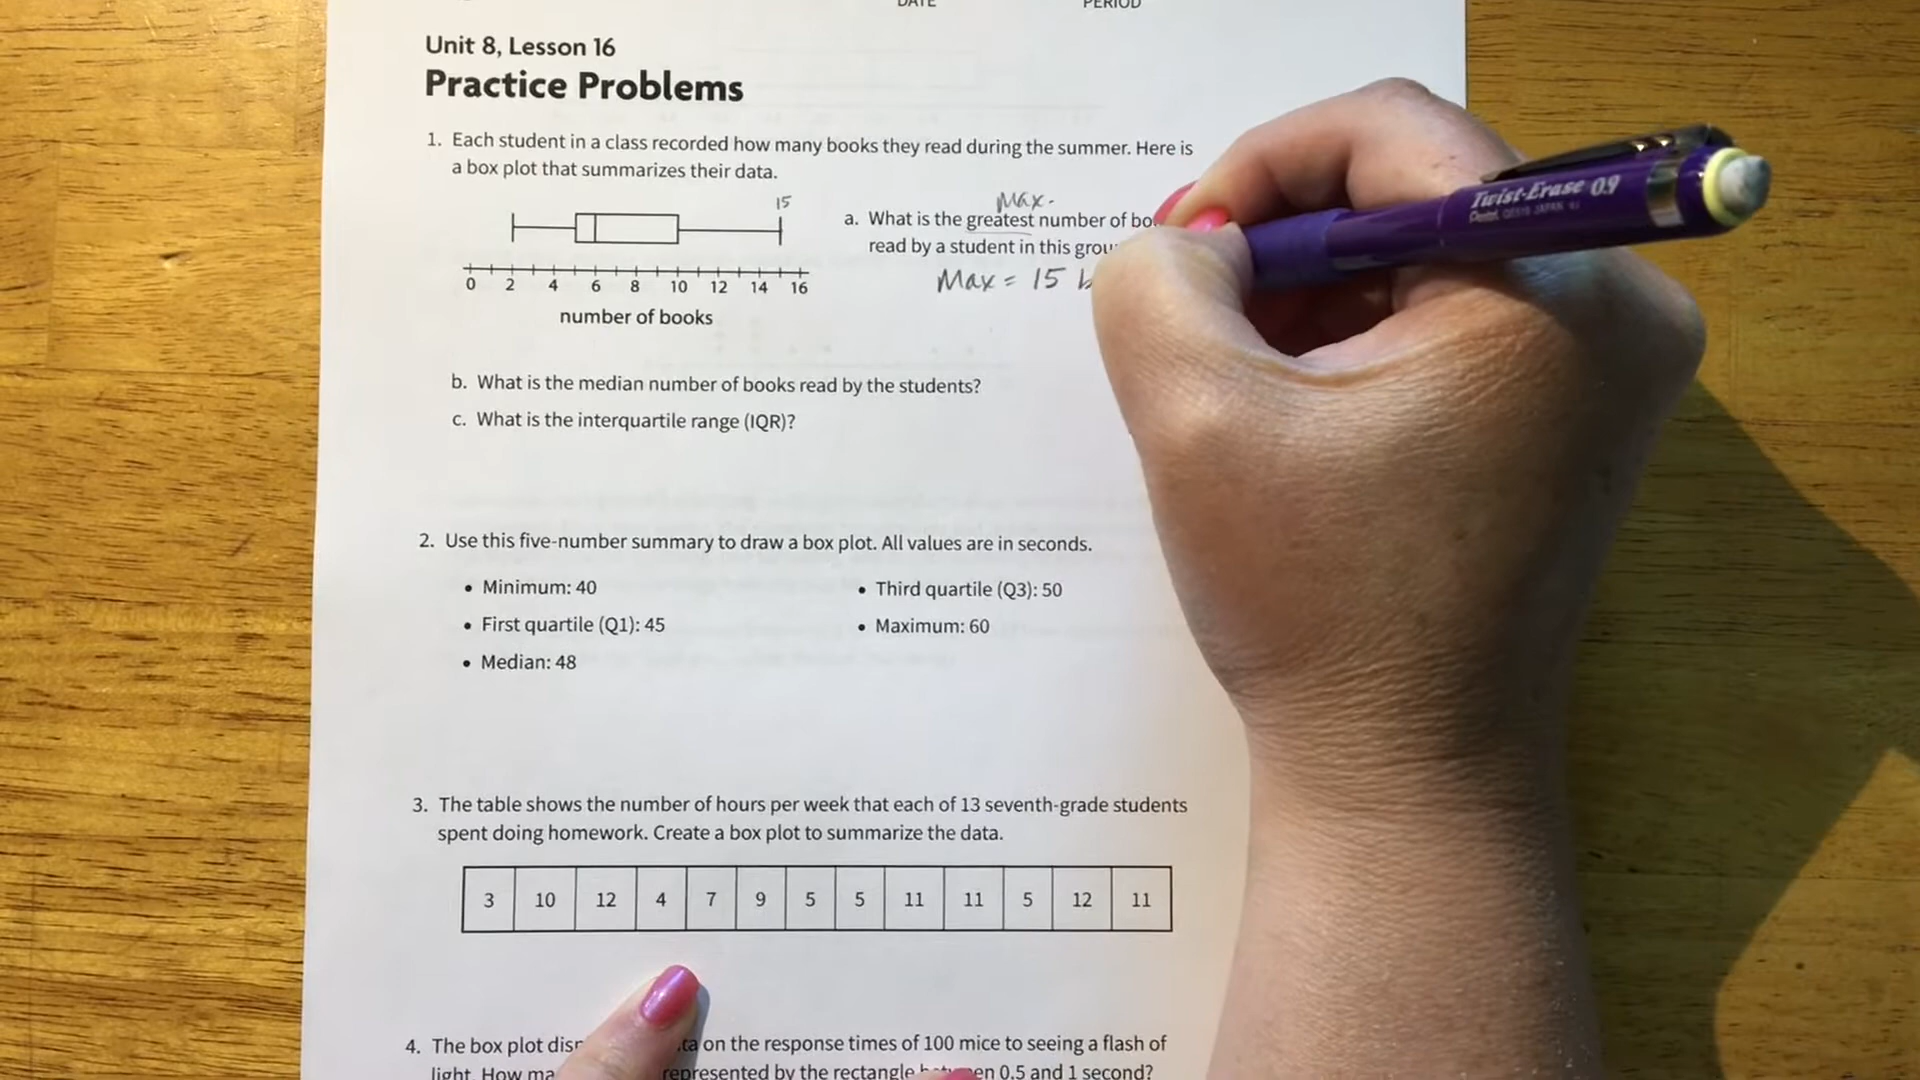 DATE PERIOD
Unit 8, Lesson 16
Practice Problems
1. Each student in a class recorded how many books they read during the summer. Here is
a box plot that summarizes their data.
15
0 2 4 6 8 10 12 14 16
number of books
Max.
a. What is the greatest number of
read by a student in this
Max = 15
b. What is the median number of books read by the students?
c. What is the interquartile range (IQR)?
2. Use this five-number summary to draw a box plot. All values are in seconds.
• Minimum: 40
• First quartile (Q1): 45
• Median: 48
• Third quartile (Q3): 50
• Maximum: 60
3. The table shows the number of hours per week that each of 13 seventh-grade students
spent doing homework. Create a box plot to summarize the data.
3 10 12 4 7 9 5 5 11 11 5 12 11
4. The box plot on the response times of 100 mice to seeing a flash of
light. How represented by the rectangle 0.5 and 1 second?
Twist-Erase 0.9
Pentel JAPAN